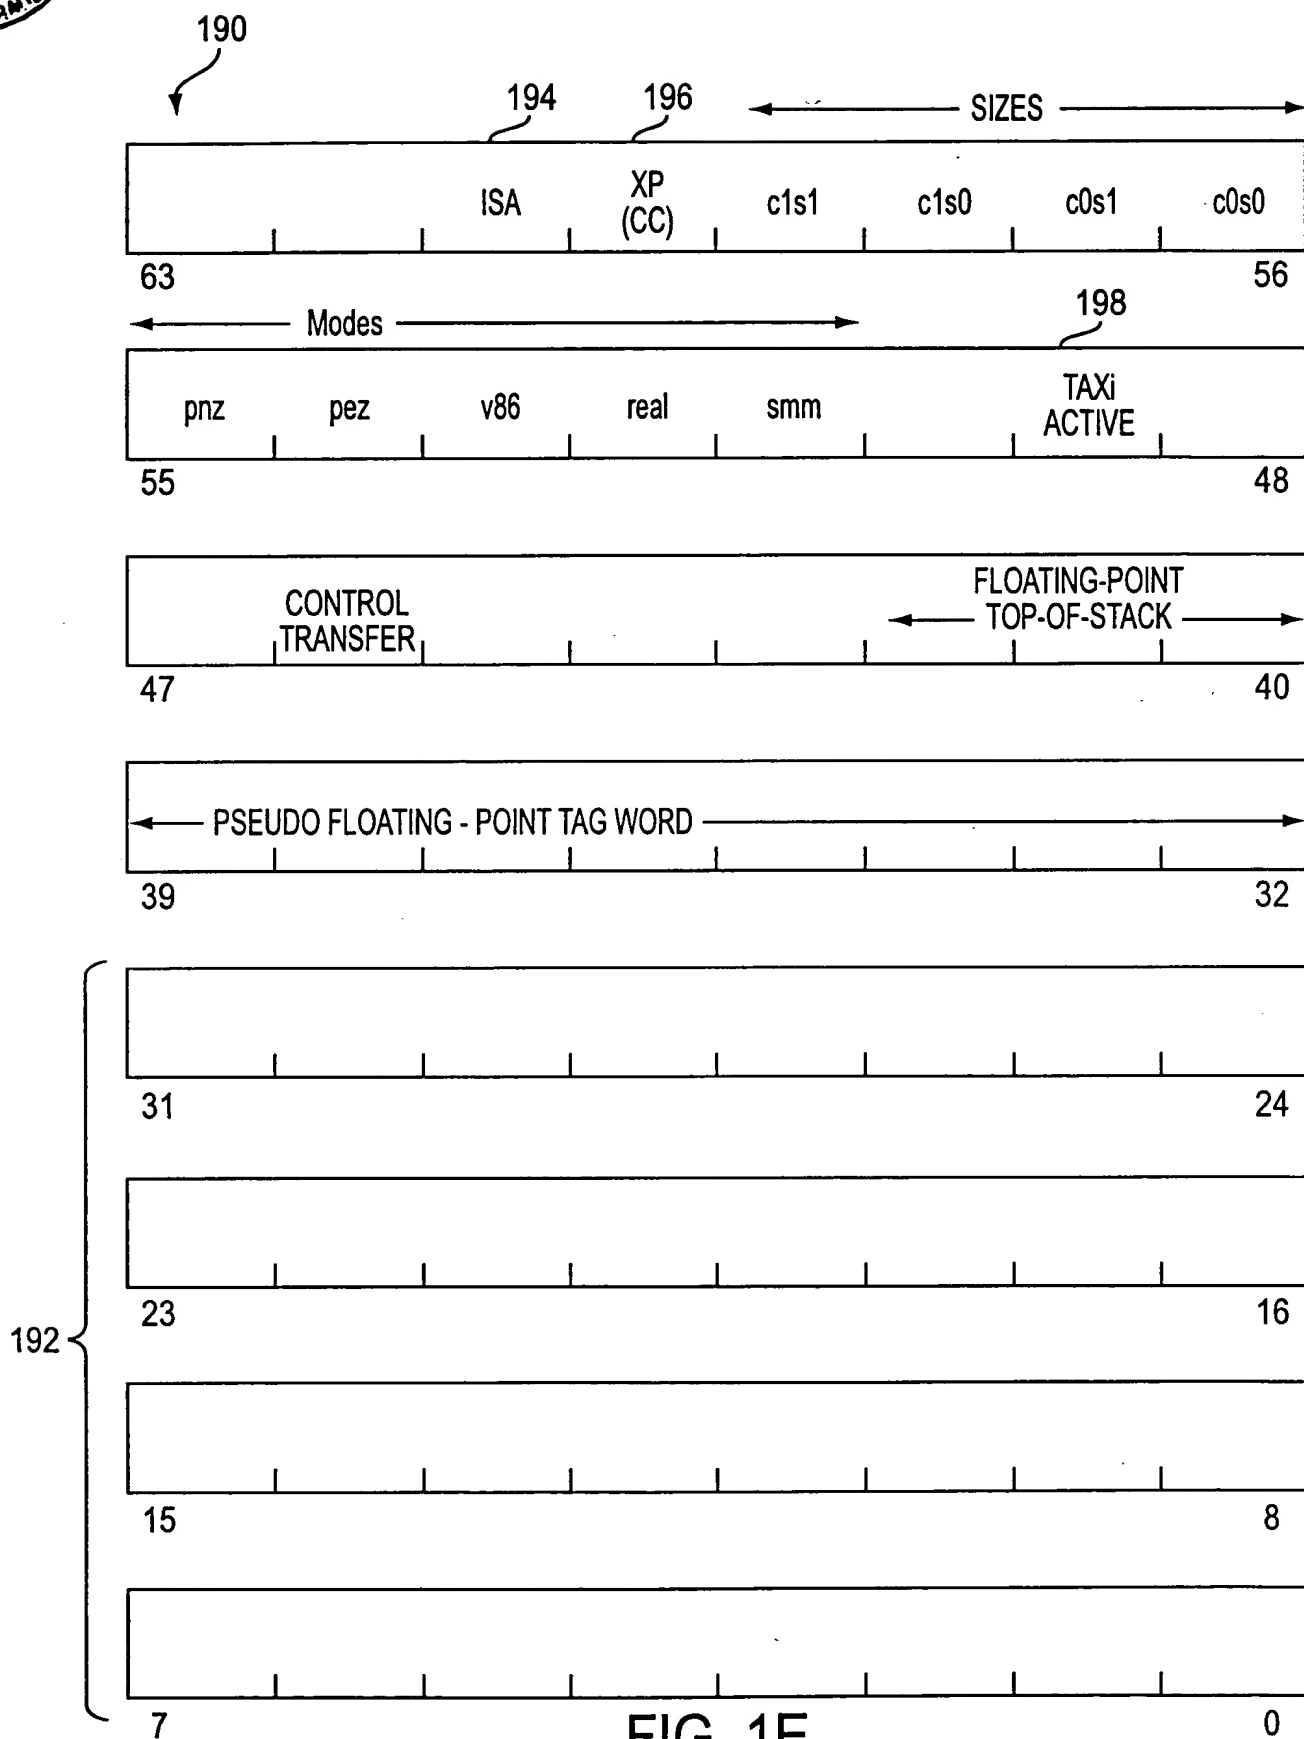 190
194 196 SIZES
ISA XP (CC) c1s1 c1s0 c0s1 c0s0
63 56
Modes 198
pnz pez v86 real smm TAXi ACTIVE
55 48
CONTROL TRANSFER FLOATING-POINT TOP-OF-STACK
47 40
PSEUDO FLOATING - POINT TAG WORD
39 32
31 24
23 16
192
15 8
7 0